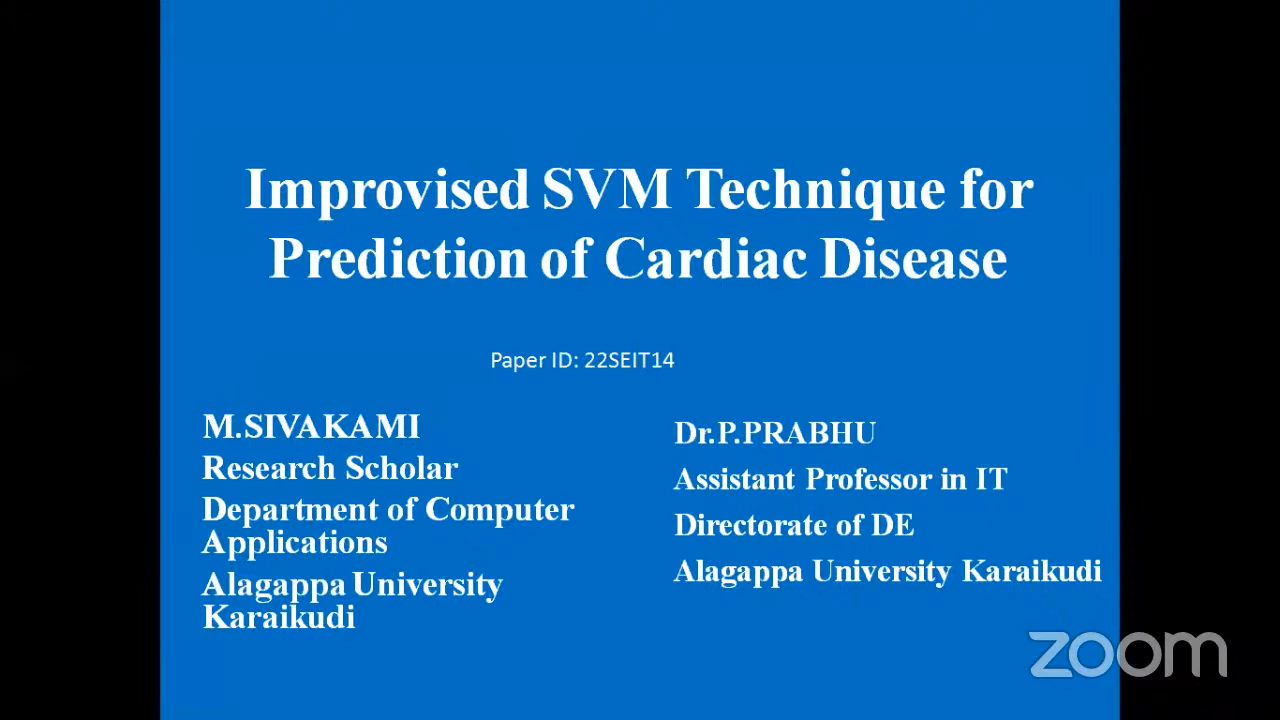 Improvised SVM Technique for
Prediction of Cardiac Disease
Paper ID: 22SEIT14
M.SIVAKAMI
Research Scholar
Department of Computer
Applications
Alagappa University
Karaikudi
Dr.P.PRABHU
Assistant Professor in IT
Directorate of DE
Alagappa University Karaikudi
zoom